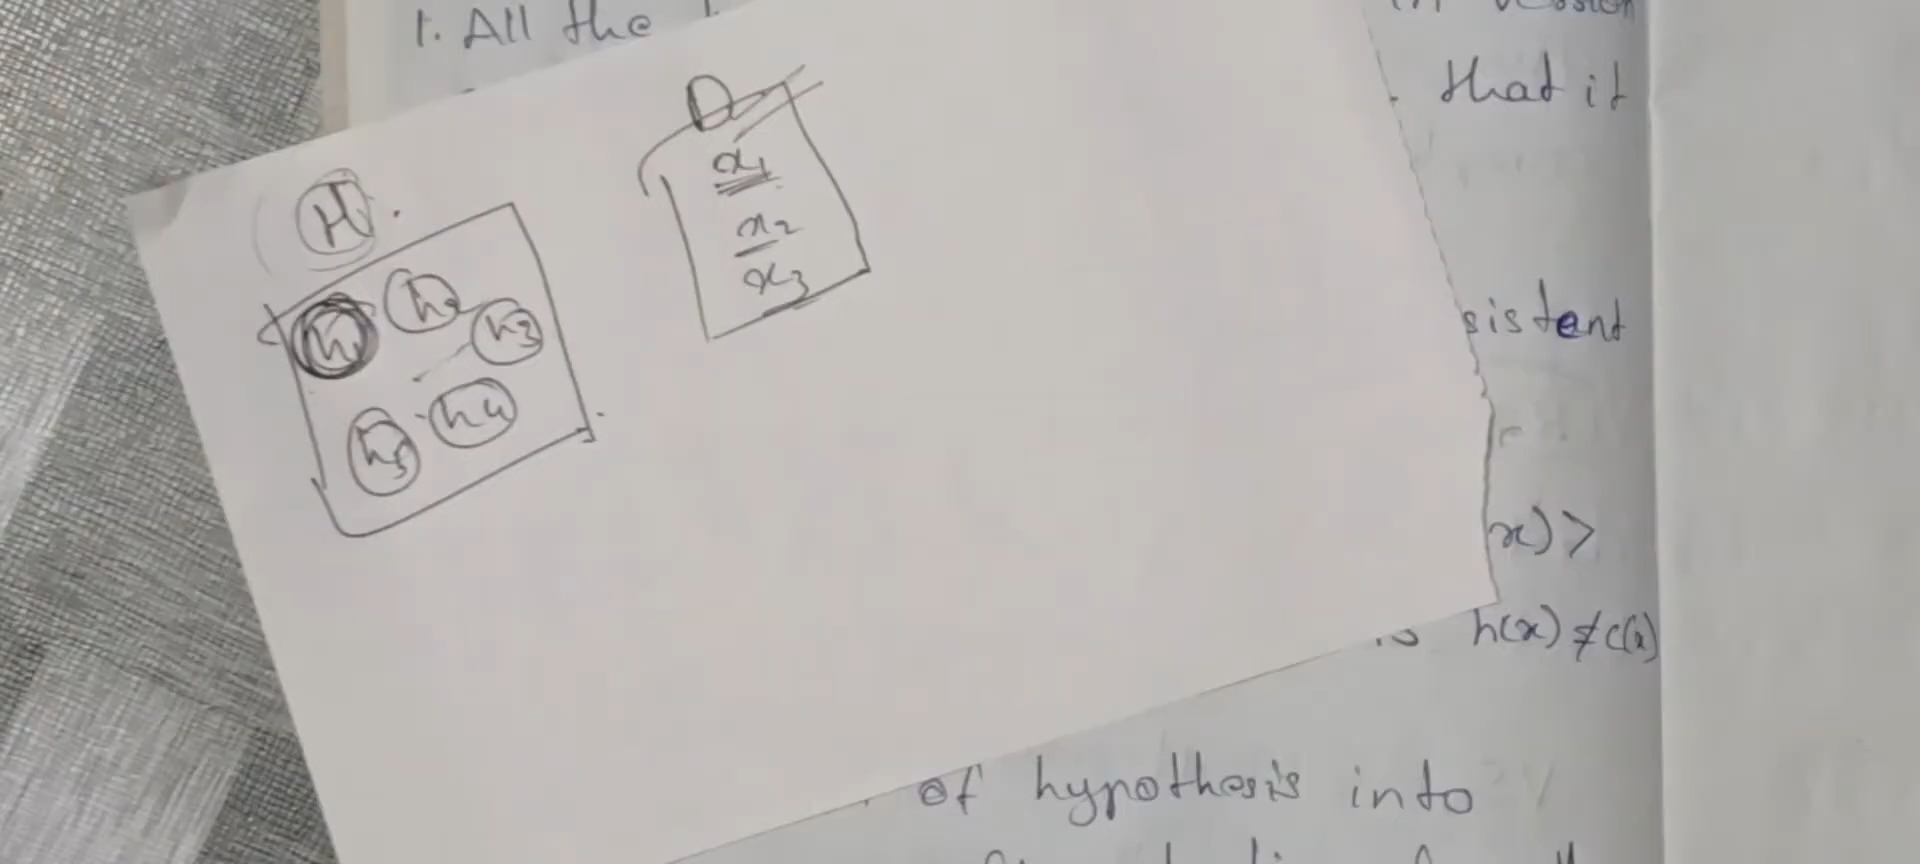 1. All the
that it
D
x1
x2
x3
H
h1 h2 h3
h5 h4
sistent
x) >
h(x) ≠ c(x)
of hypothesis into